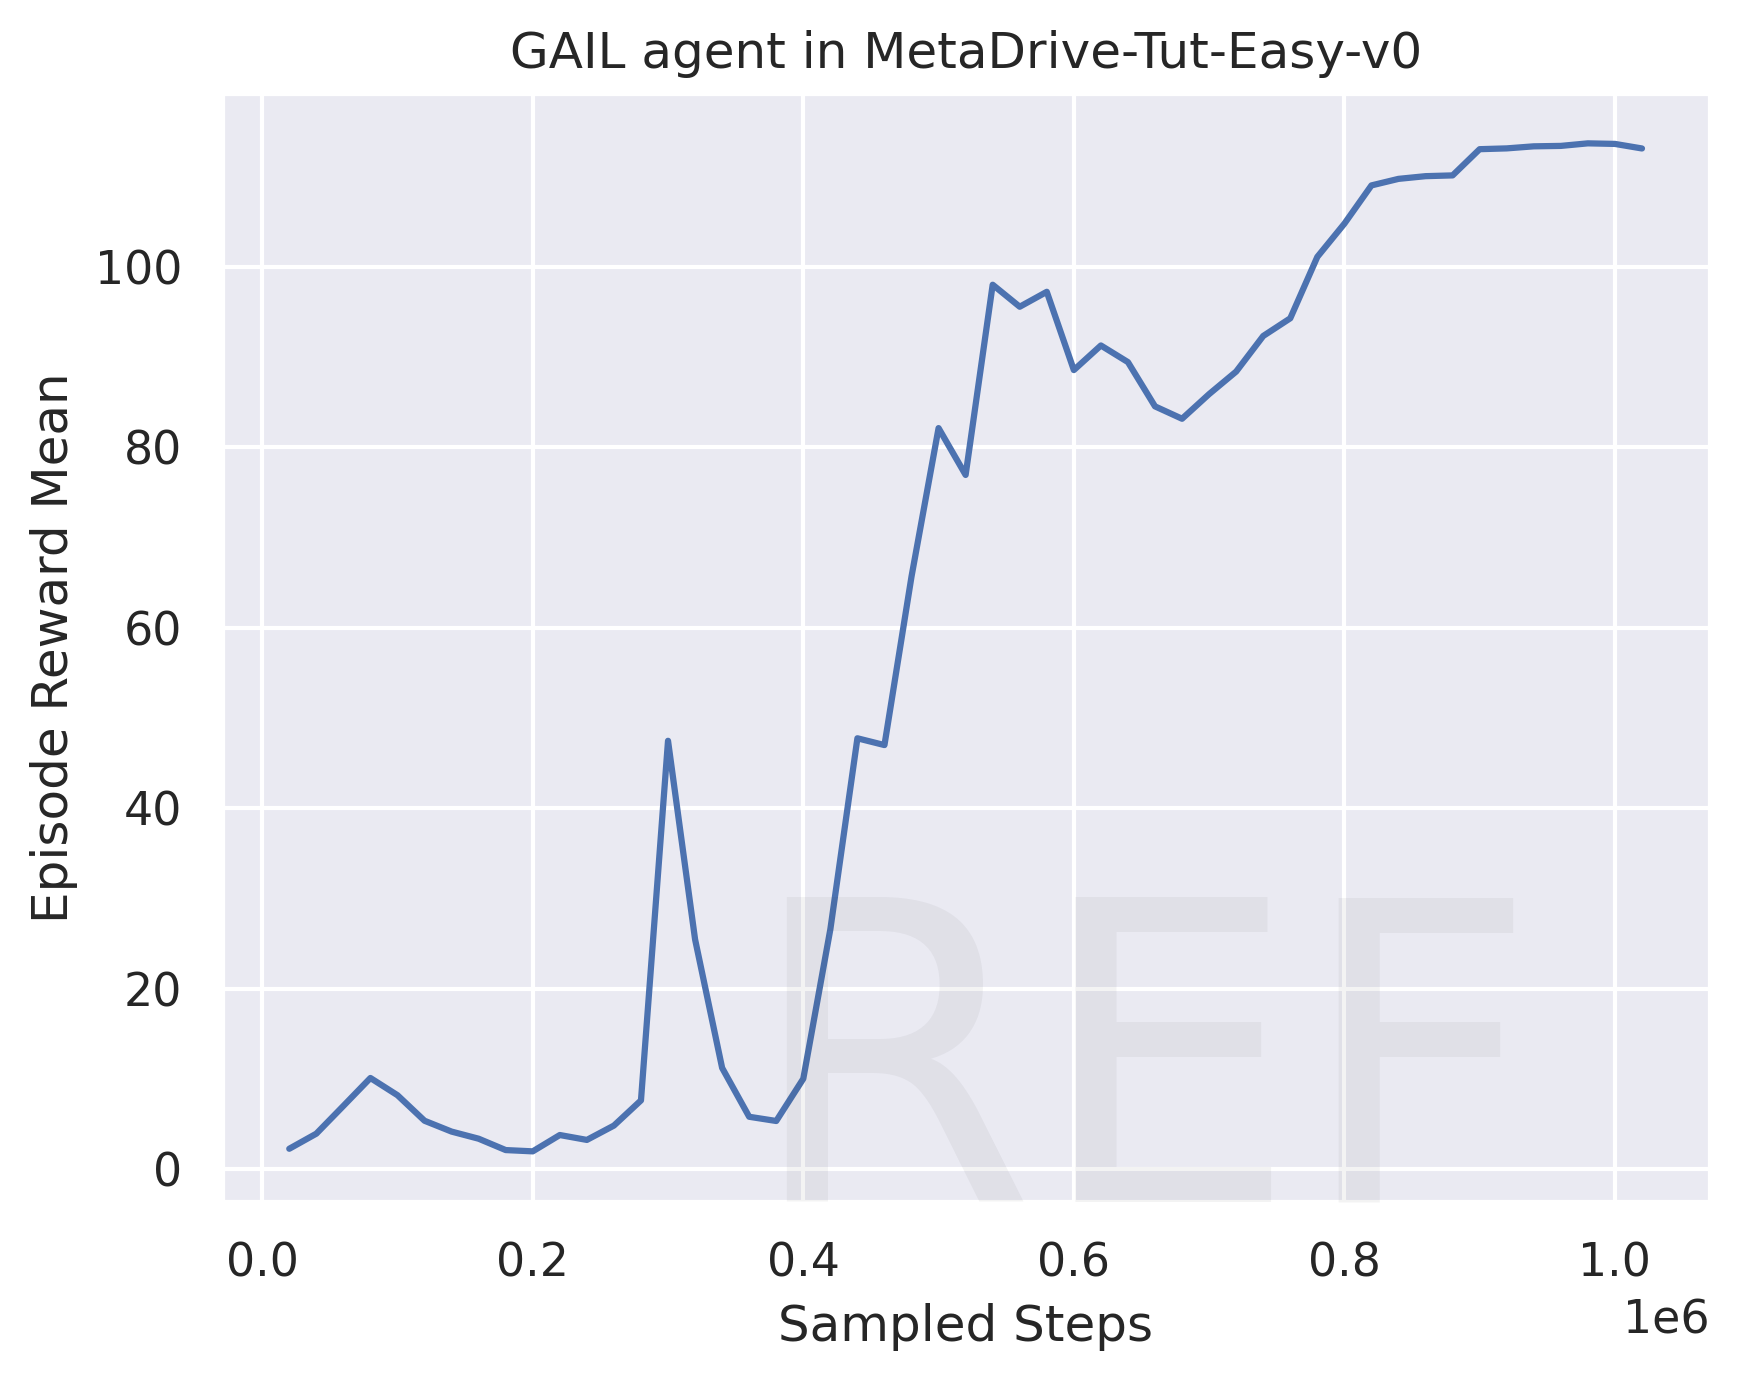 GAIL agent in MetaDrive-Tut-Easy-v0
Episode Reward Mean
100
80
60
40
20
0
REF
0.0 0.2 0.4 0.6 0.8 1.0
1e6
Sampled Steps